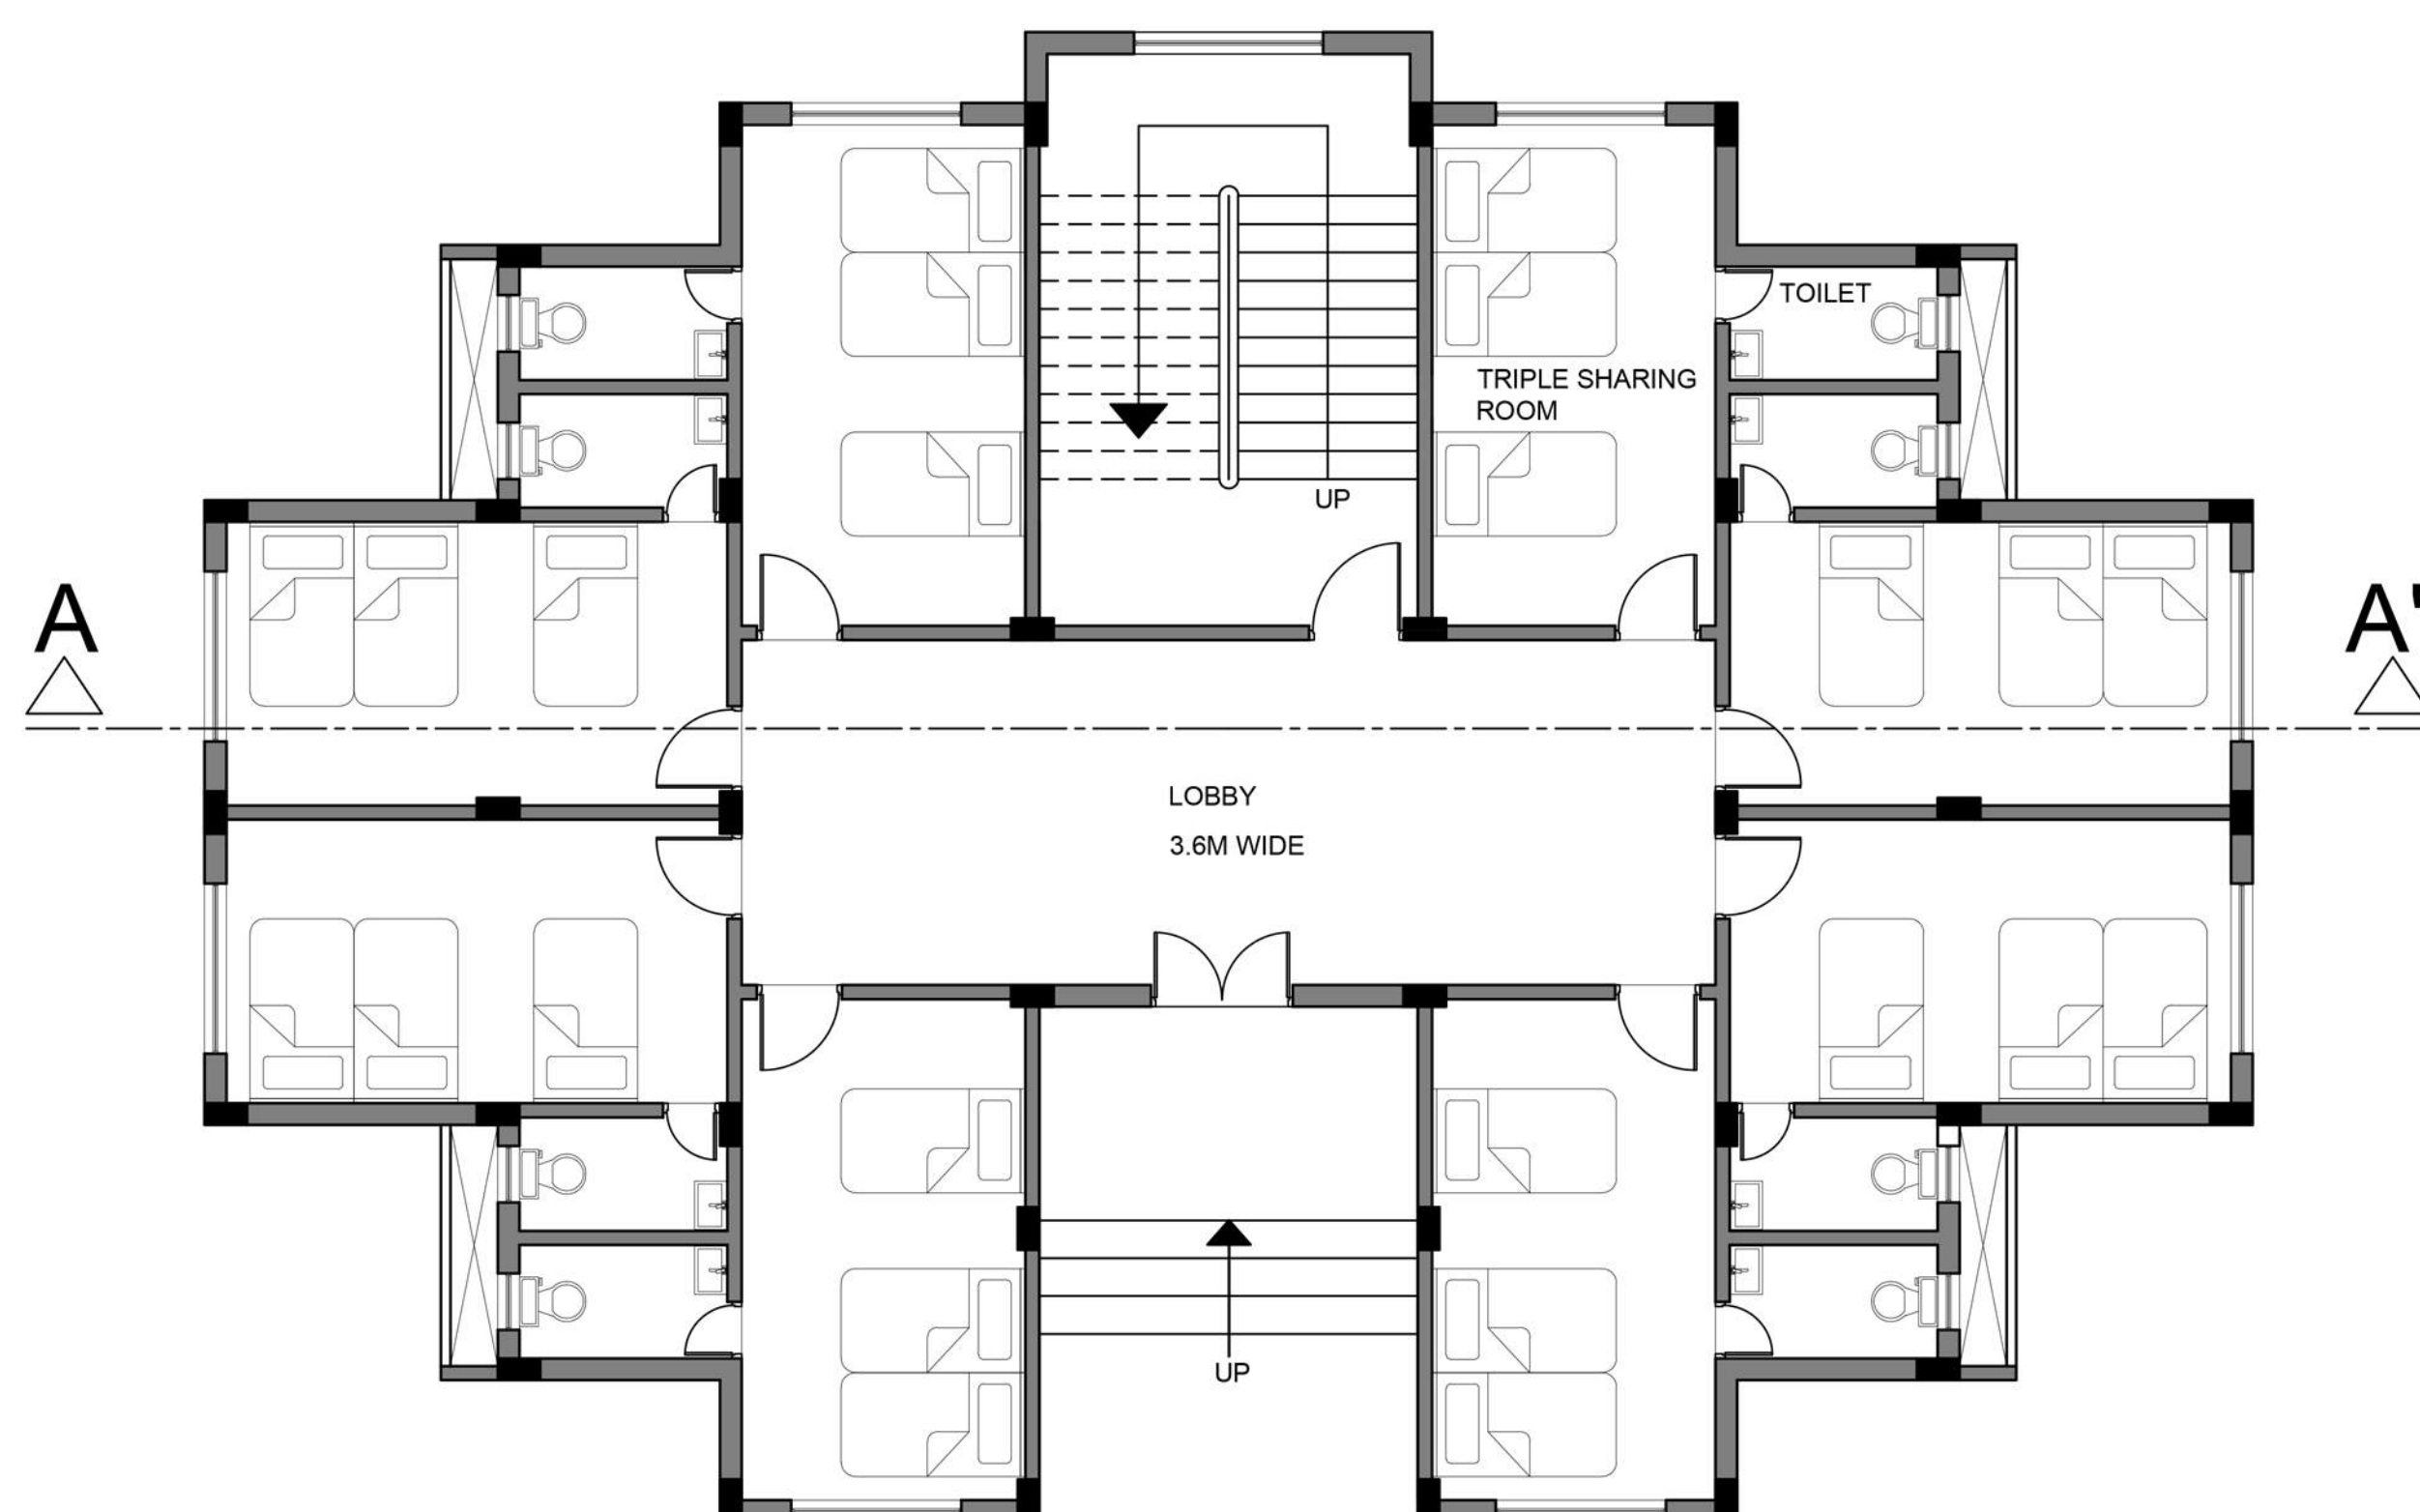 TOILET
TRIPLE SHARING
ROOM
UP
A
A'
LOBBY
3.6M WIDE
UP